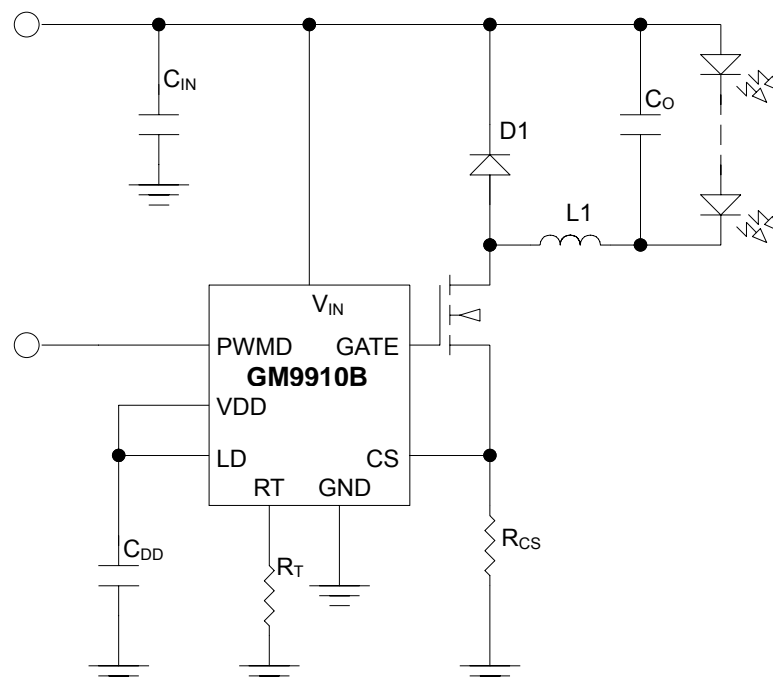 C_IN
C_O
D1
L1
V_IN
PWMD GATE
GM9910B
VDD
LD CS
RT GND
C_DD
R_T
R_CS